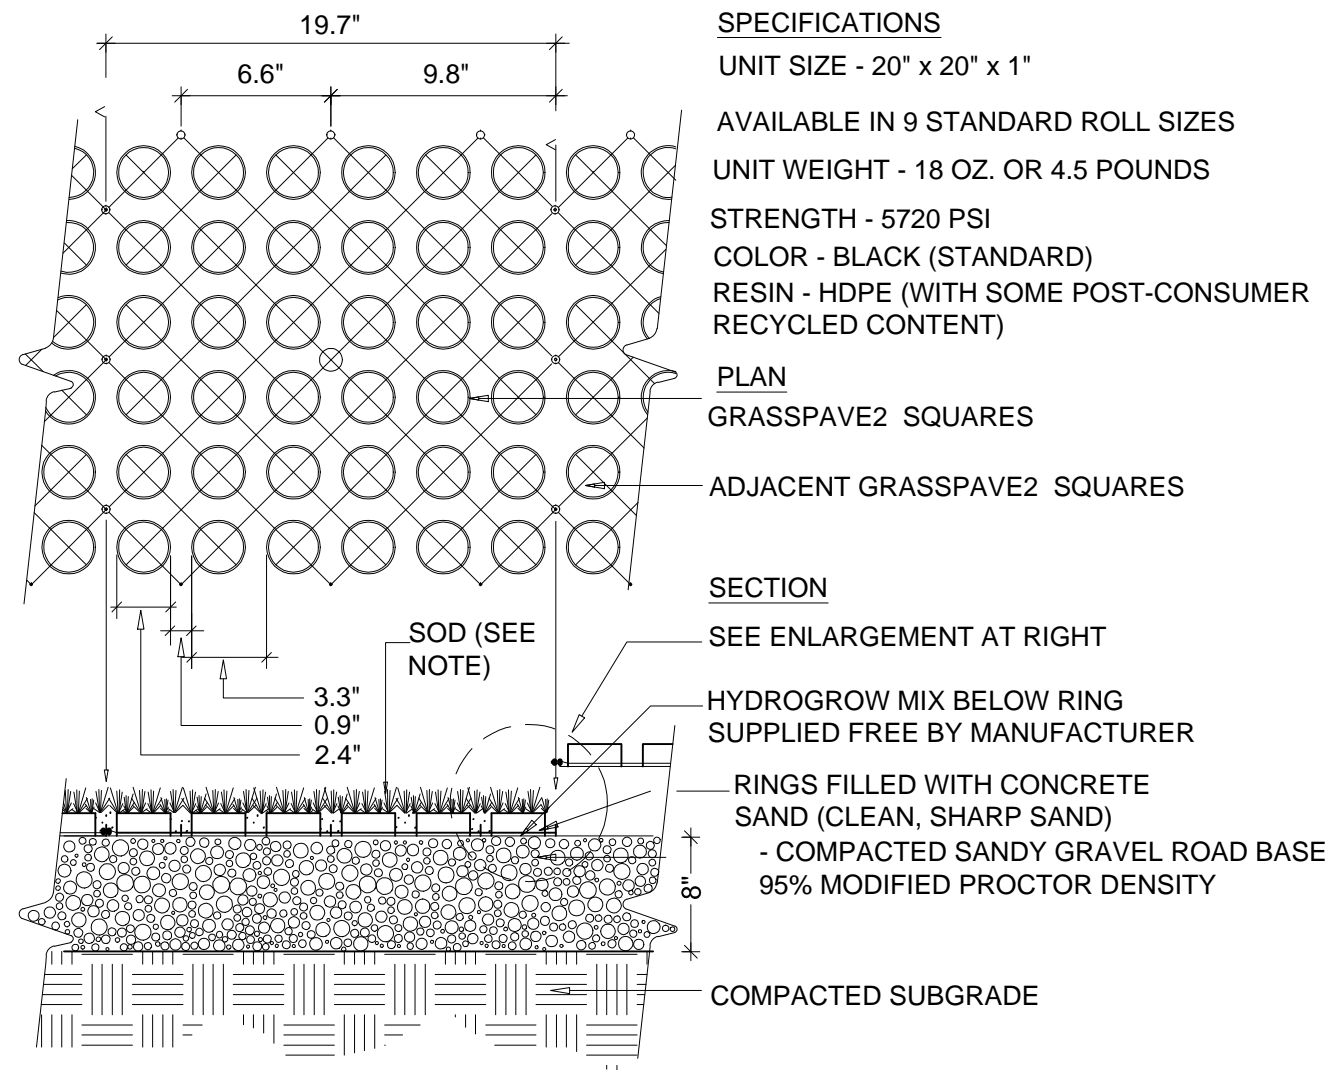 19.7"
6.6"
9.8"
SPECIFICATIONS
UNIT SIZE - 20" x 20" x 1"
AVAILABLE IN 9 STANDARD ROLL SIZES
UNIT WEIGHT - 18 OZ. OR 4.5 POUNDS
STRENGTH - 5720 PSI
COLOR - BLACK (STANDARD)
RESIN - HDPE (WITH SOME POST-CONSUMER
RECYCLED CONTENT)
PLAN
GRASSPAVE2 SQUARES
ADJACENT GRASSPAVE2 SQUARES
3.3"
0.9"
2.4"
SOD (SEE
NOTE)
SECTION
SEE ENLARGEMENT AT RIGHT
HYDROGROW MIX BELOW RING
SUPPLIED FREE BY MANUFACTURER
RINGS FILLED WITH CONCRETE
SAND (CLEAN, SHARP SAND)
- COMPACTED SANDY GRAVEL ROAD BASE
95% MODIFIED PROCTOR DENSITY
8"
COMPACTED SUBGRADE